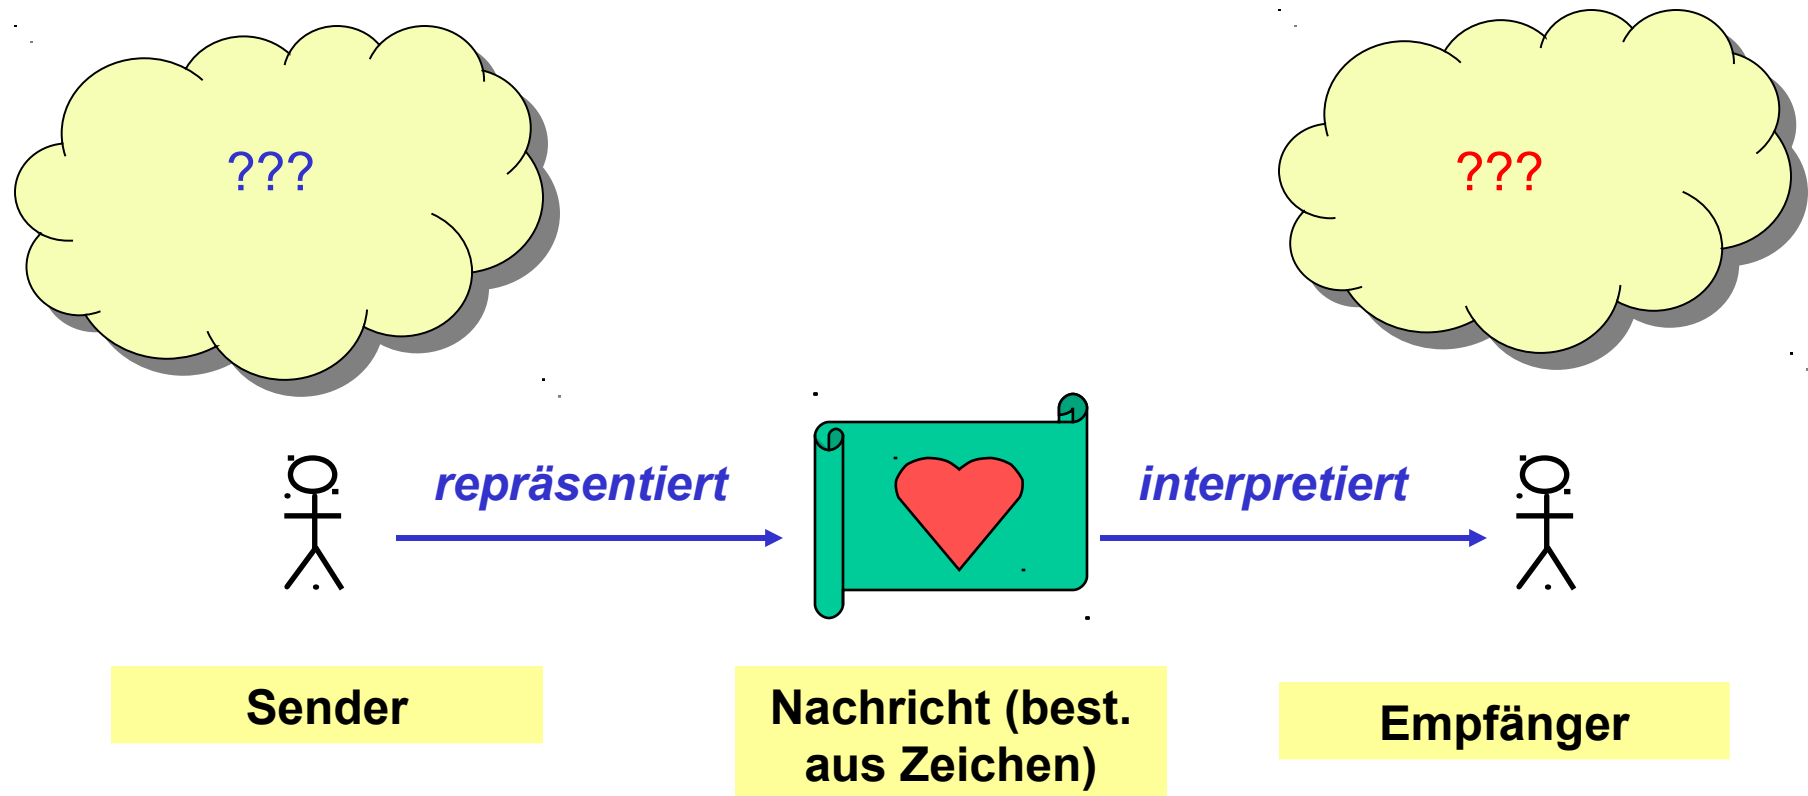 ???
???
repräsentiert
interpretiert
Sender
Nachricht (best.
aus Zeichen)
Empfänger